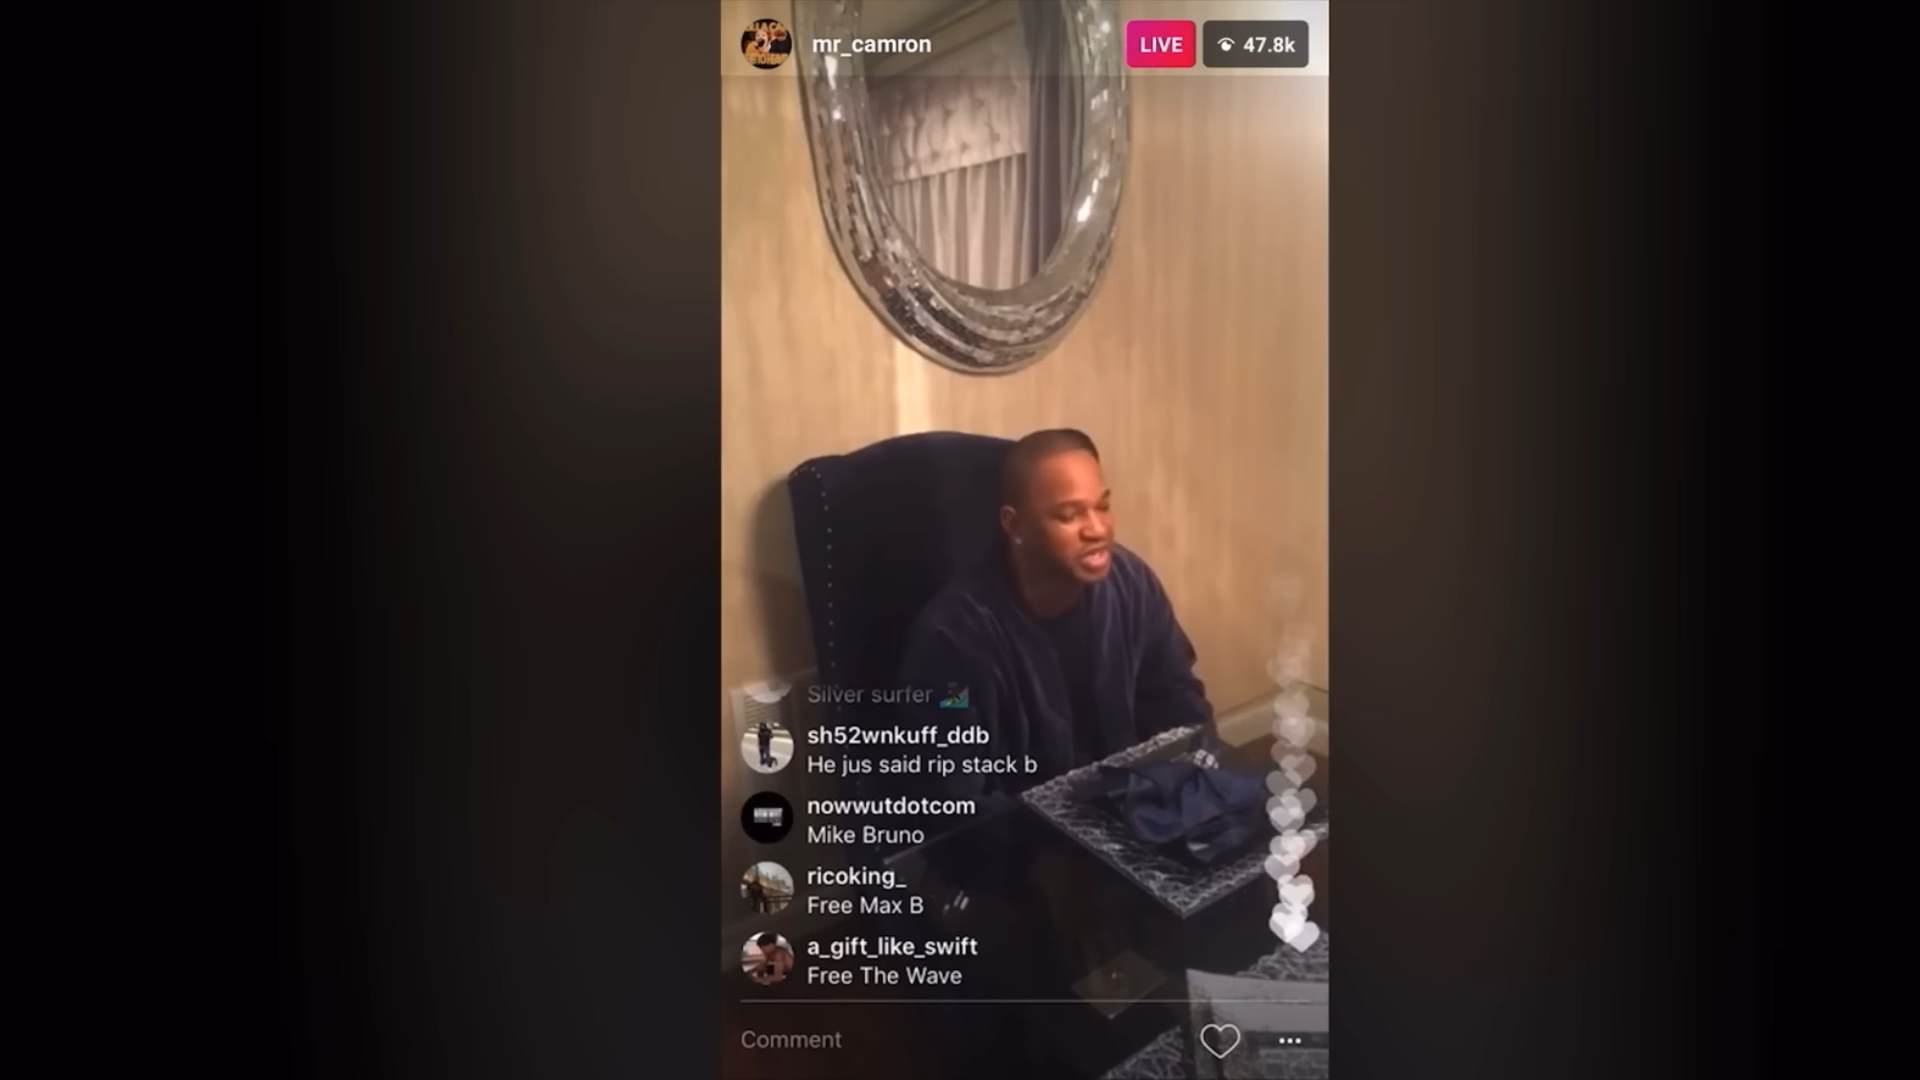 mr_camron
LIVE
47.8k
Silver surfer
sh52wnkuff_ddb
He jus said rip stack b
nowwutdotcom
Mike Bruno
ricoking_
Free Max B
a_gift_like_swift
Free The Wave
Comment